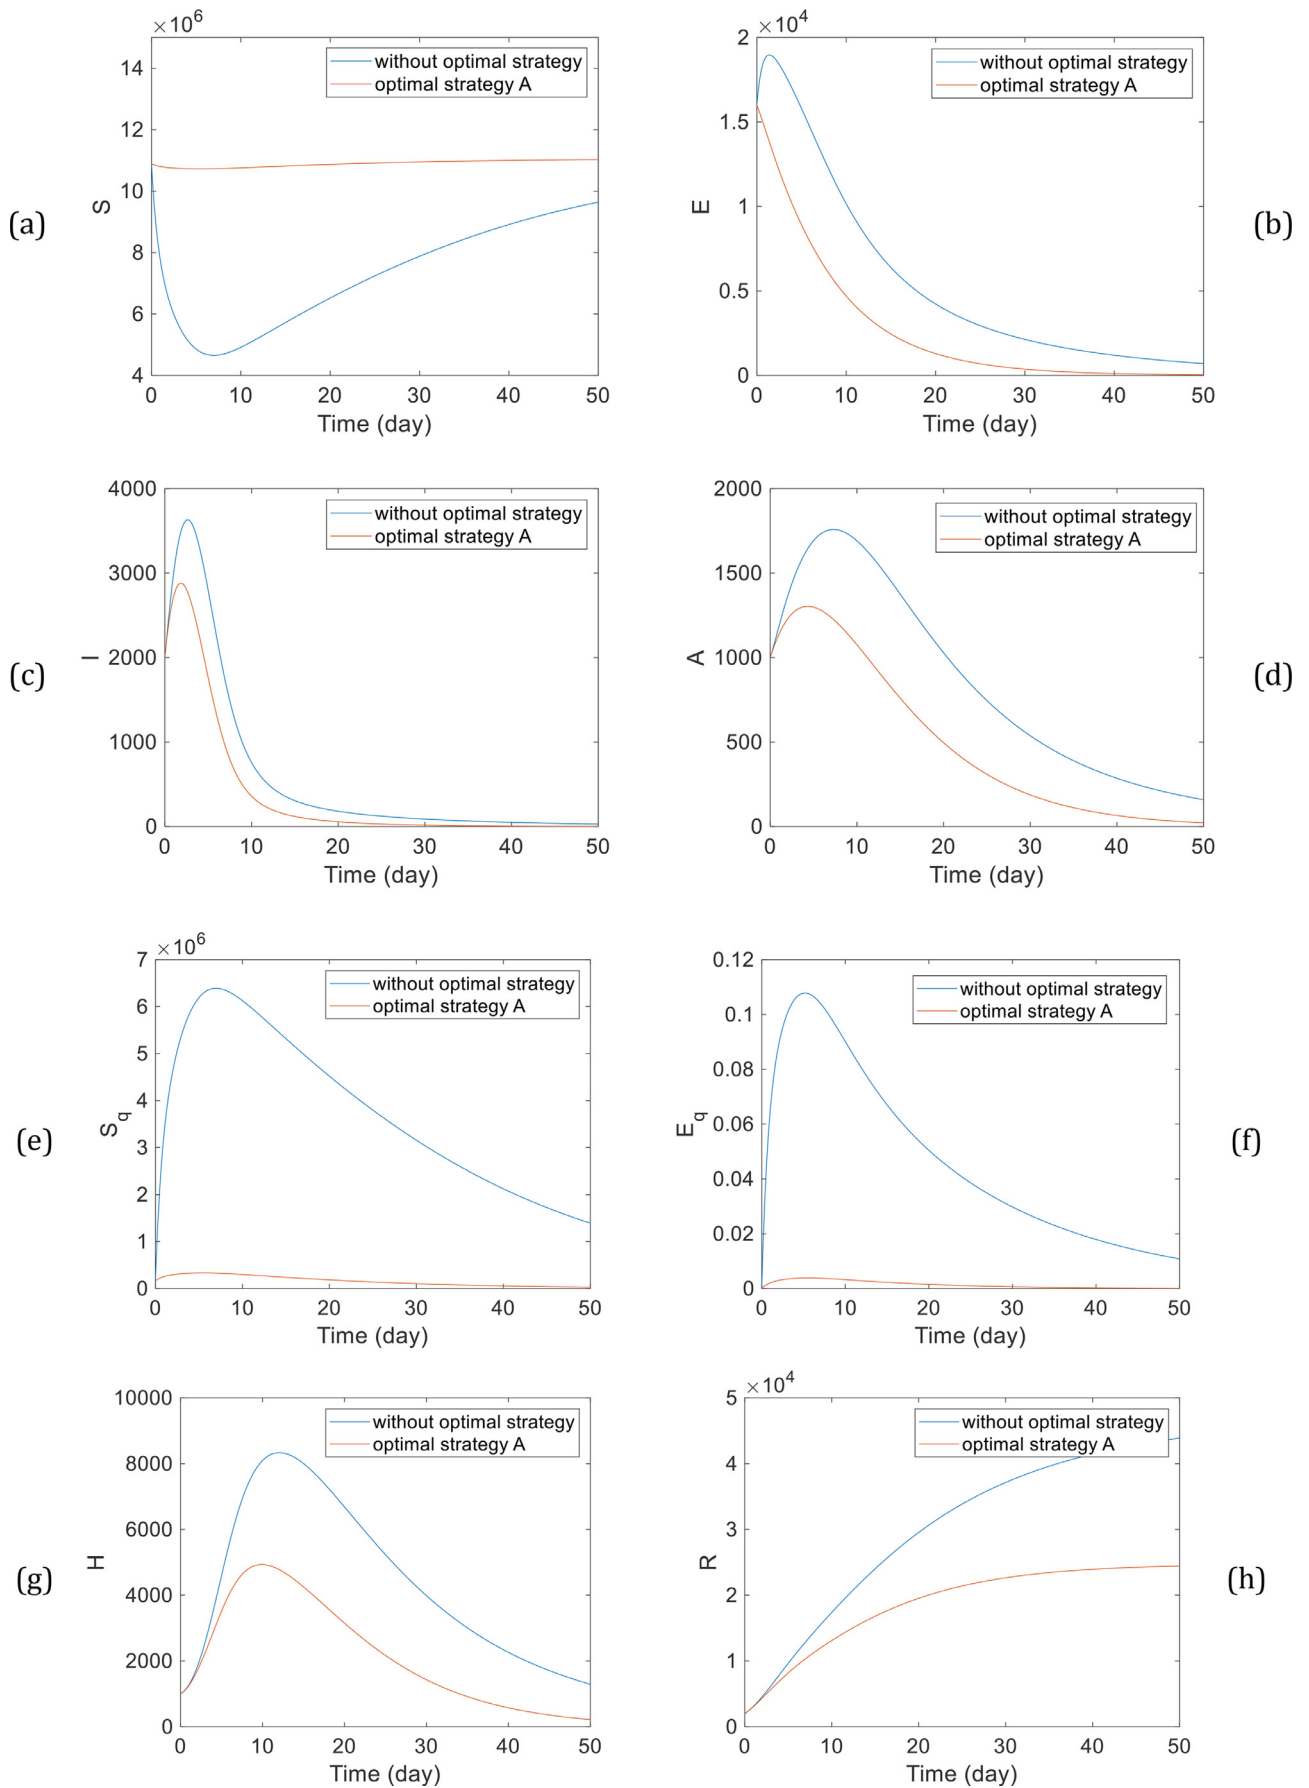 ×10⁶
14
12
10
8
6
4
0 10 20 30 40 50
S
Time (day)
without optimal strategy
optimal strategy A
(a)
×10⁴
2
1.5
1
0.5
0
0 10 20 30 40 50
E
Time (day)
without optimal strategy
optimal strategy A
(b)
4000
3000
2000
1000
0
0 10 20 30 40 50
I
Time (day)
without optimal strategy
optimal strategy A
(c)
2000
1500
1000
500
0
0 10 20 30 40 50
A
Time (day)
without optimal strategy
optimal strategy A
(d)
×10⁶
7
6
5
4
3
2
1
0
0 10 20 30 40 50
S_q
Time (day)
without optimal strategy
optimal strategy A
(e)
0.12
0.1
0.08
0.06
0.04
0.02
0
0 10 20 30 40 50
E_q
Time (day)
without optimal strategy
optimal strategy A
(f)
10000
8000
6000
4000
2000
0
0 10 20 30 40 50
H
Time (day)
without optimal strategy
optimal strategy A
(g)
×10⁴
5
4
3
2
1
0
0 10 20 30 40 50
R
Time (day)
without optimal strategy
optimal strategy A
(h)